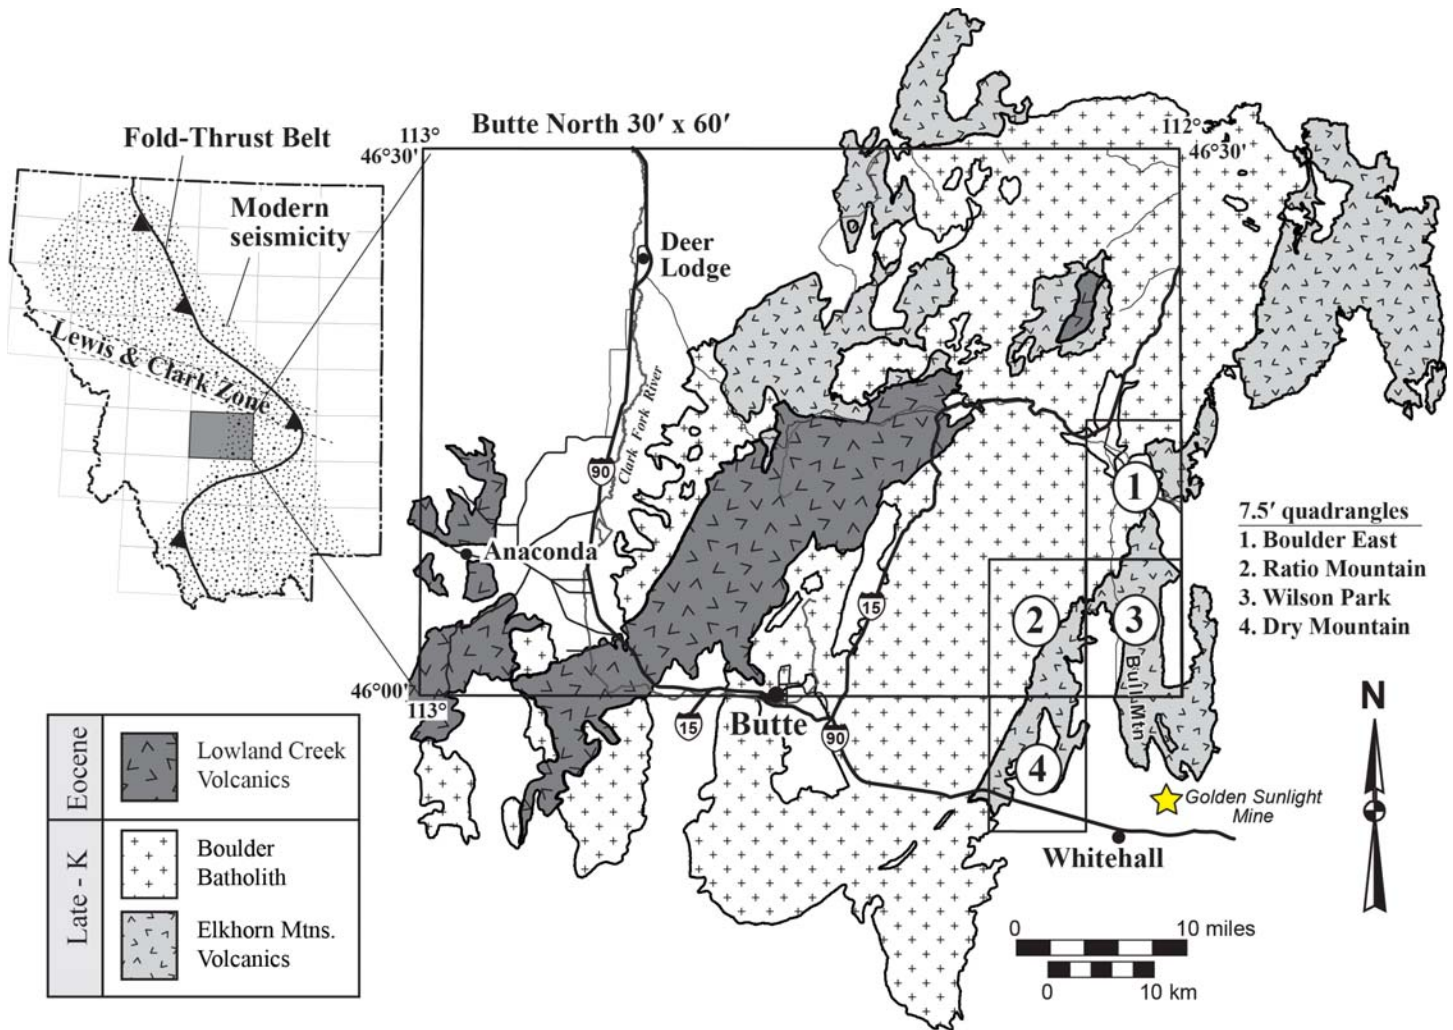 Butte North 30' x 60'
113°
46°30'
112°
46°30'
Fold-Thrust Belt
Modern
seismicity
Lewis & Clark Zone
Deer
Lodge
Clark Fork River
90
Anaconda
15
1
2
3
4
Bull Mtn
46°00'
113°
Butte
15
90
Whitehall
Golden Sunlight
Mine
7.5' quadrangles
1. Boulder East
2. Ratio Mountain
3. Wilson Park
4. Dry Mountain
N
Eocene
Lowland Creek
Volcanics
Late - K
Boulder
Batholith
Elkhorn Mtns.
Volcanics
0 10 miles
0 10 km